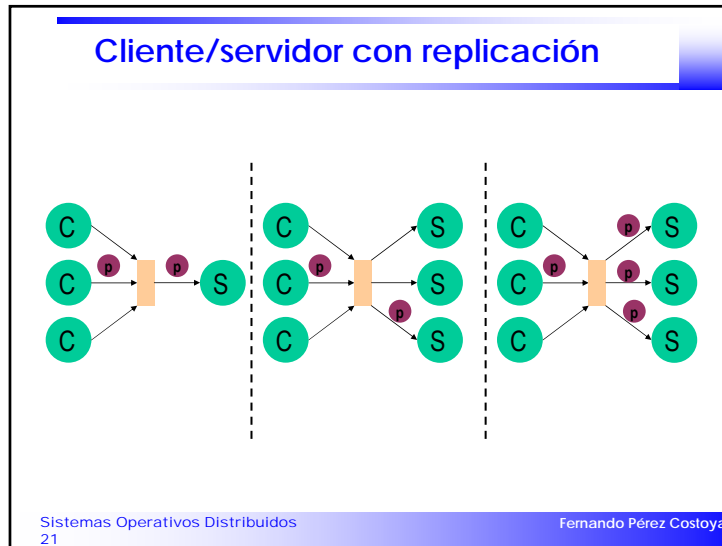 Cliente/servidor con replicación
C
C
C
p
p
S
C
C
C
p
p
S
S
S
C
C
C
p
p
p
p
S
S
S
Sistemas Operativos Distribuidos
21
Fernando Pérez Costoya